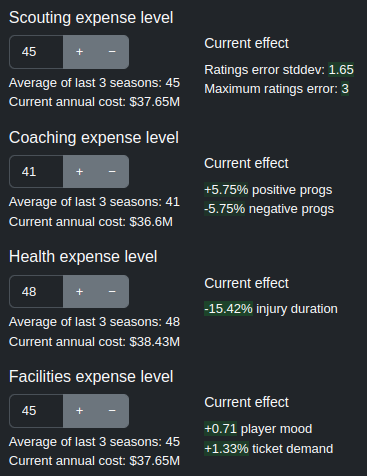 Scouting expense level
45 + −
Average of last 3 seasons: 45
Current annual cost: $37.65M
Current effect
Ratings error stddev: 1.65
Maximum ratings error: 3
Coaching expense level
41 + −
Average of last 3 seasons: 41
Current annual cost: $36.6M
Current effect
+5.75% positive progs
-5.75% negative progs
Health expense level
48 + −
Average of last 3 seasons: 48
Current annual cost: $38.43M
Current effect
-15.42% injury duration
Facilities expense level
45 + −
Average of last 3 seasons: 45
Current annual cost: $37.65M
Current effect
+0.71 player mood
+1.33% ticket demand